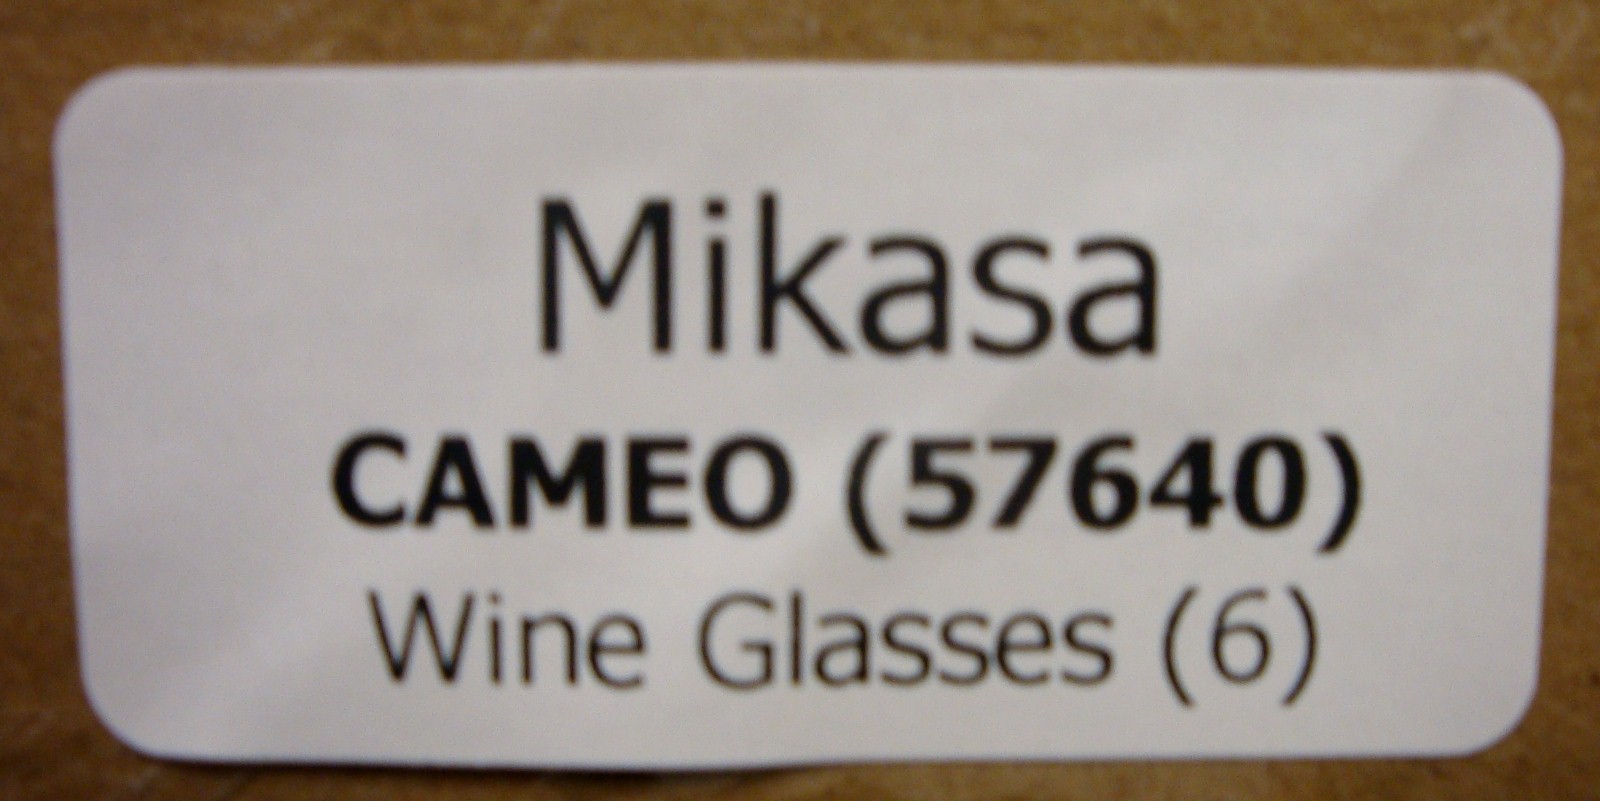 Mikasa
CAMEO (57640)
Wine Glasses (6)